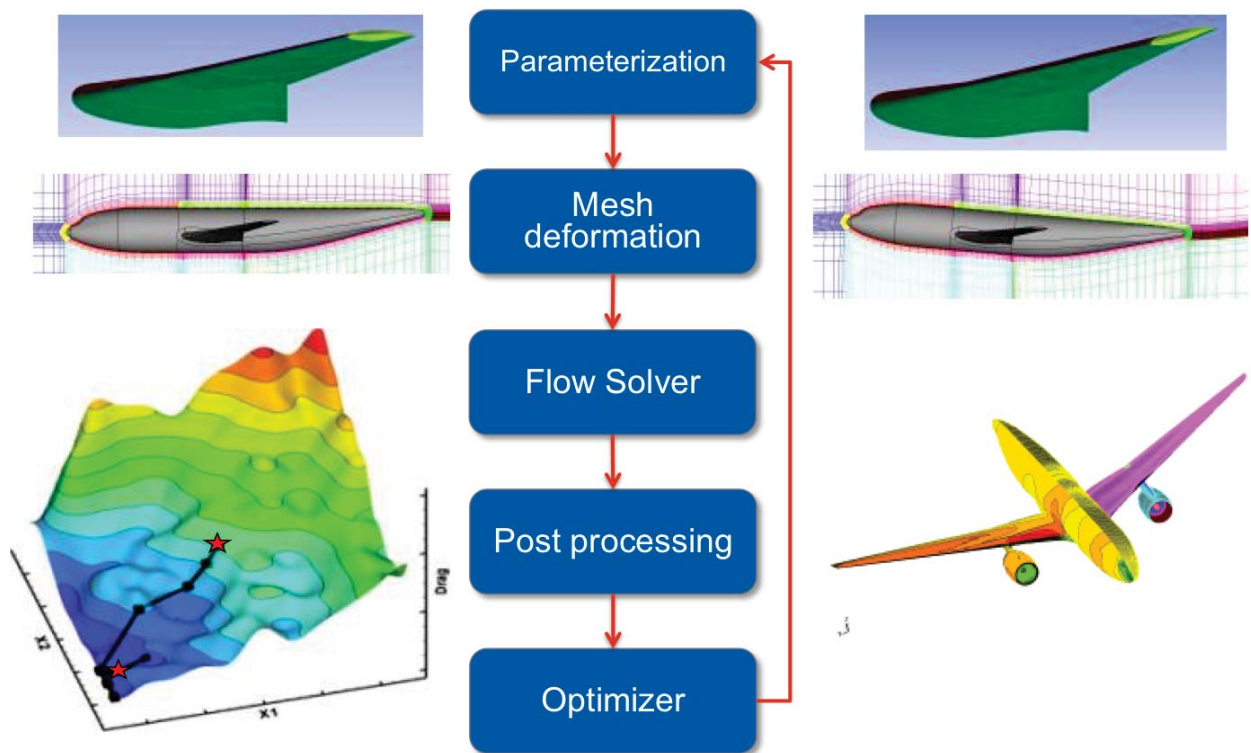 Parameterization
Mesh
deformation
Flow Solver
Post processing
Optimizer
Drag
X2
X1